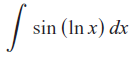 ∫ sin (ln x) dx